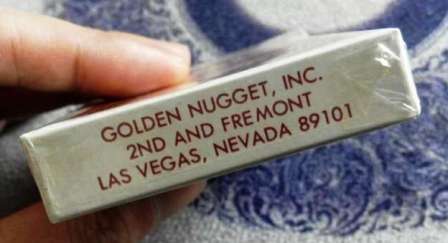 GOLDEN NUGGET, INC.
2ND AND FREMONT
LAS VEGAS, NEVADA 89101